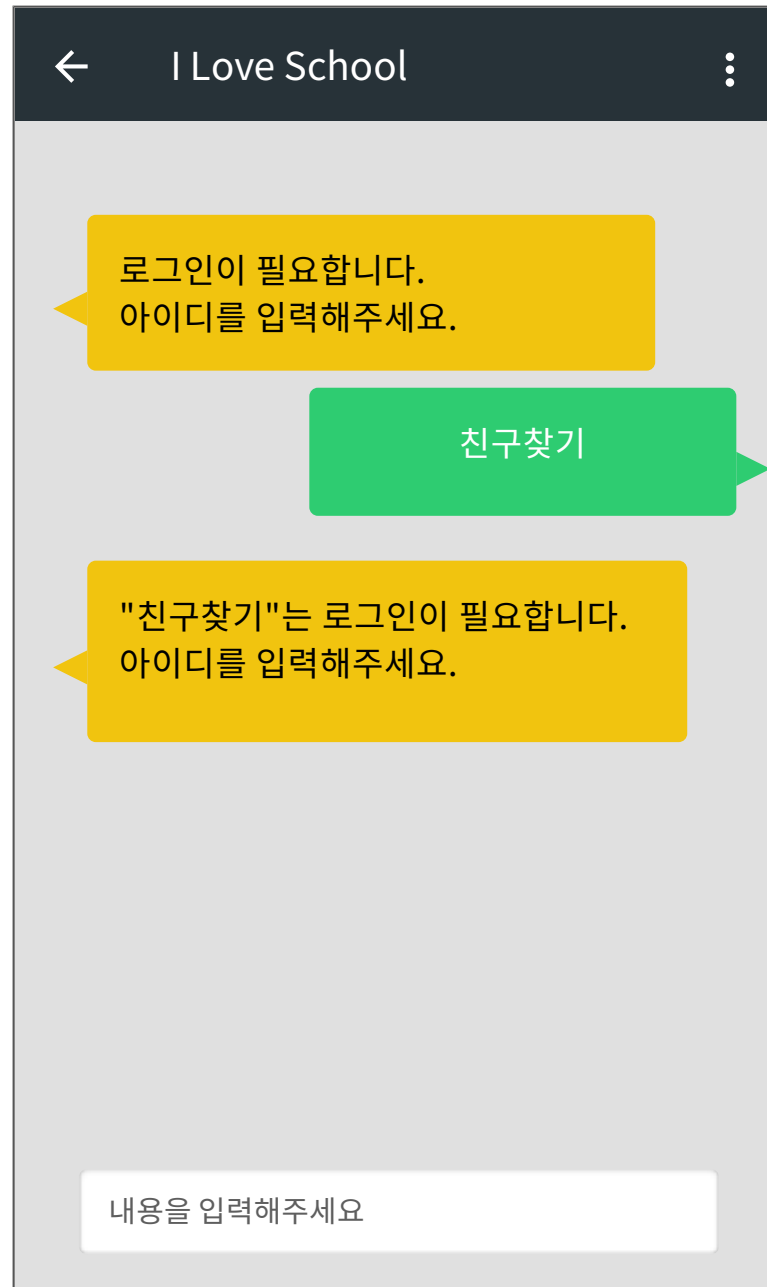 I Love School
로그인이 필요합니다.
아이디를 입력해주세요.
친구찾기
"친구찾기"는 로그인이 필요합니다.
아이디를 입력해주세요.
내용을 입력해주세요